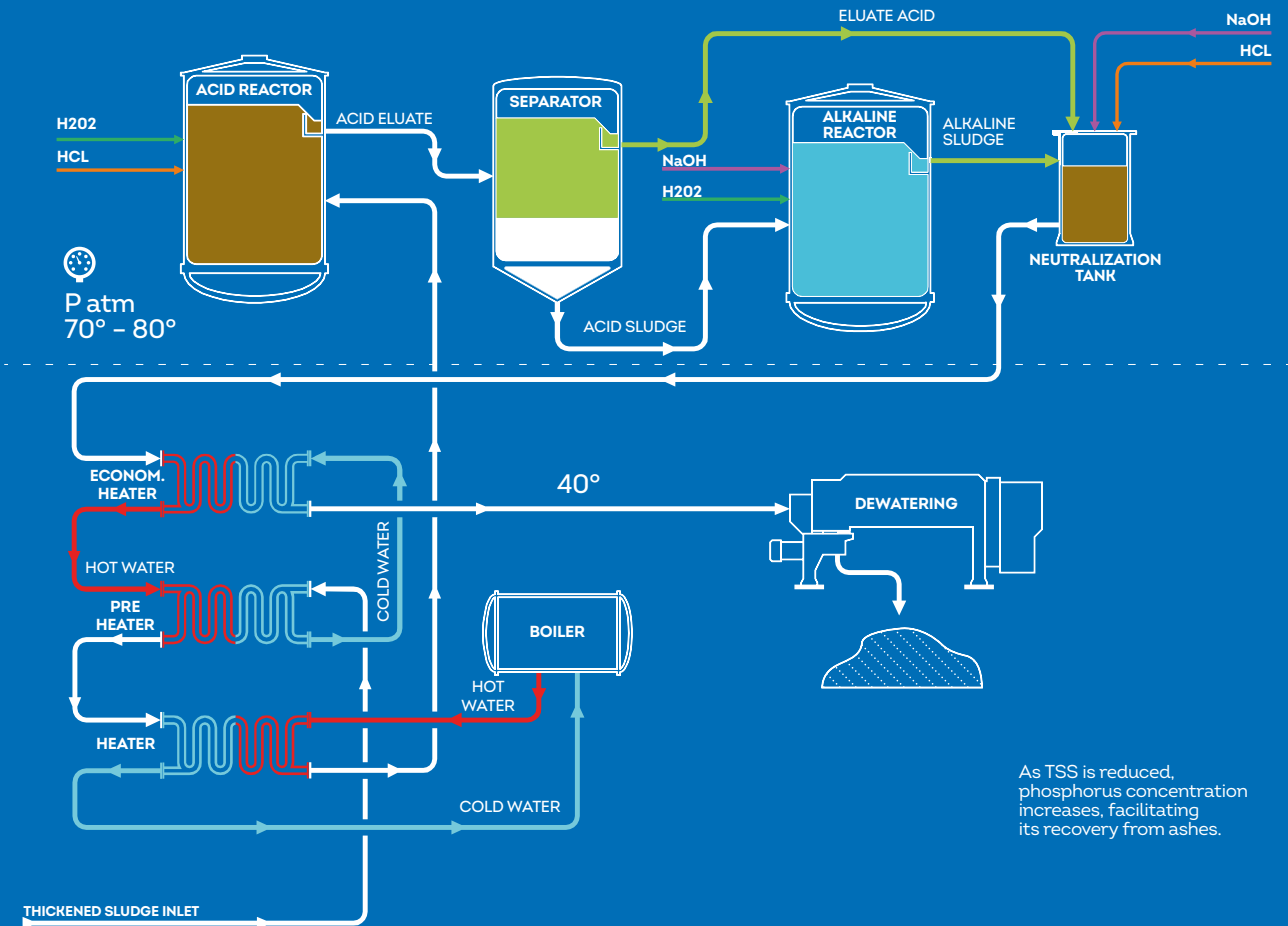 ELUATE ACID
NaOH
HCL
ACID REACTOR
SEPARATOR
ALKALINE
REACTOR
ACID ELUATE
ALKALINE
SLUDGE
H202
HCL
NaOH
H202
NEUTRALIZATION
TANK
P atm
70° – 80°
ACID SLUDGE
ECONOM.
HEATER
40°
DEWATERING
COLD WATER
HOT WATER
PRE
HEATER
BOILER
HOT
WATER
HEATER
COLD WATER
As TSS is reduced,
phosphorus concentration
increases, facilitating
its recovery from ashes.
THICKENED SLUDGE INLET